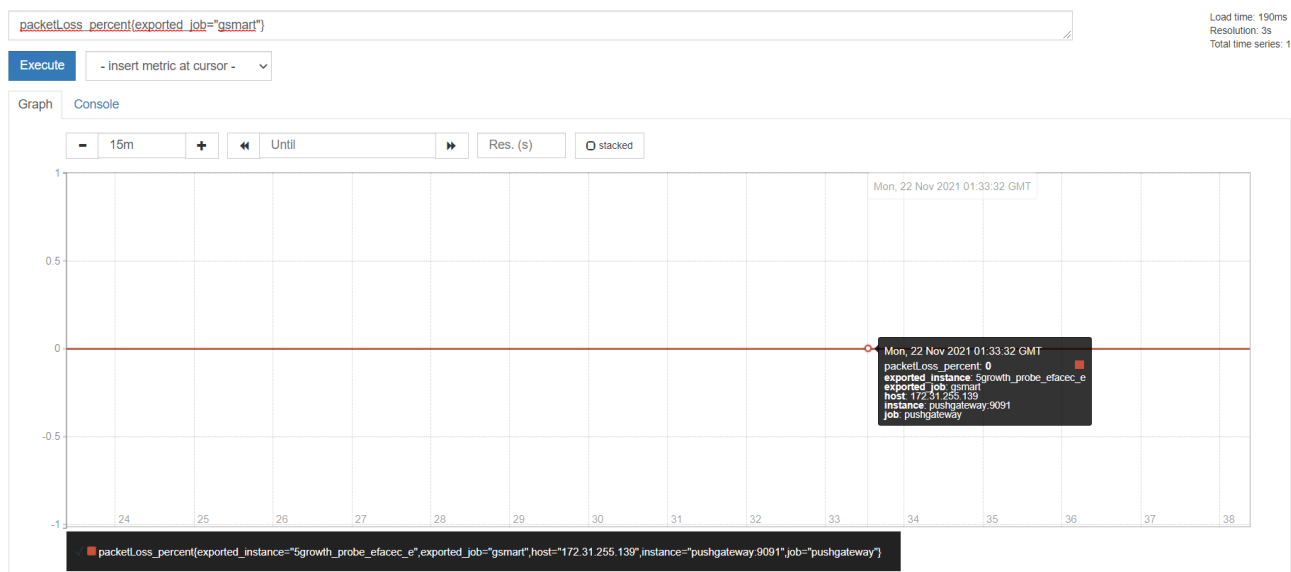 packetLoss_percent{exported_job="gsmart"}
Load time: 190ms
Resolution: 3s
Total time series: 1
Execute
- insert metric at cursor -
Graph
Console
15m
Until
Res. (s)
stacked
1
0.5
0
-0.5
-1
Mon, 22 Nov 2021 01:33:32 GMT
Mon, 22 Nov 2021 01:33:32 GMT
packetLoss_percent: 0
exported_instance: 5growth_probe_efacec_e
exported_job: gsmart
host: 172.31.255.139
instance: pushgateway:9091
job: pushgateway
24 25 26 27 28 29 30 31 32 33 34 35 36 37 38
packetLoss_percent{exported_instance="5growth_probe_efacec_e",exported_job="gsmart",host="172.31.255.139",instance="pushgateway:9091",job="pushgateway"}